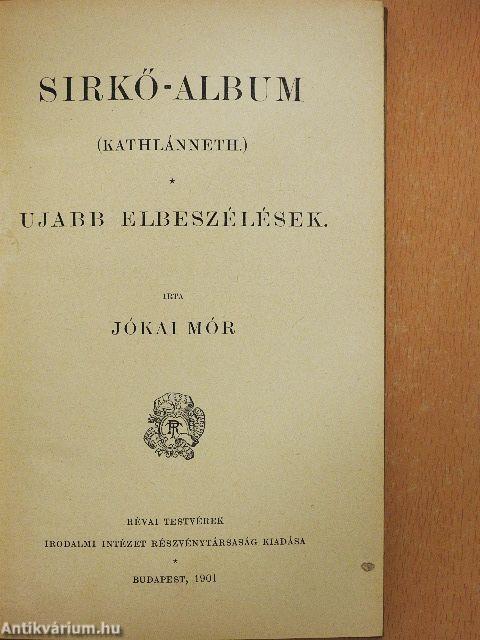 SIRKŐ-ALBUM
(KATHLÁNNETH.)
*
UJABB ELBESZÉLÉSEK.
IRTA
JÓKAI MÓR
RÉVAI TESTVÉREK
IRODALMI INTÉZET RÉSZVÉNYTÁRSASÁG KIADÁSA
*
BUDAPEST, 1901
Antikvárium.hu